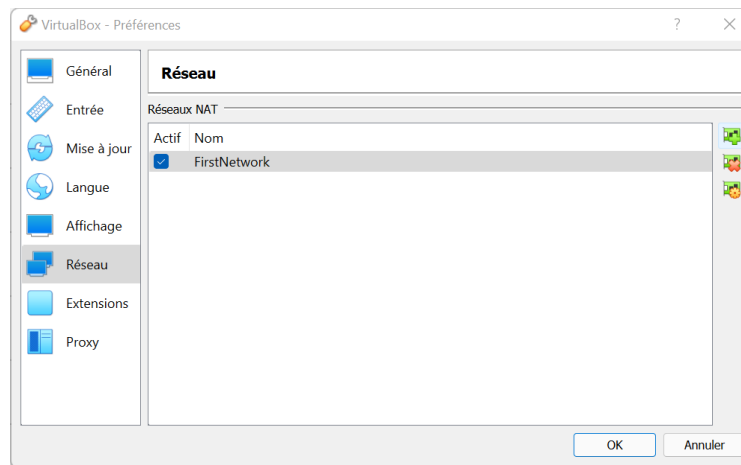 VirtualBox - Préférences ?
Général
Entrée
Mise à jour
Langue
Affichage
Réseau
Extensions
Proxy
Réseau
Réseaux NAT
Actif Nom
FirstNetwork
OK Annuler